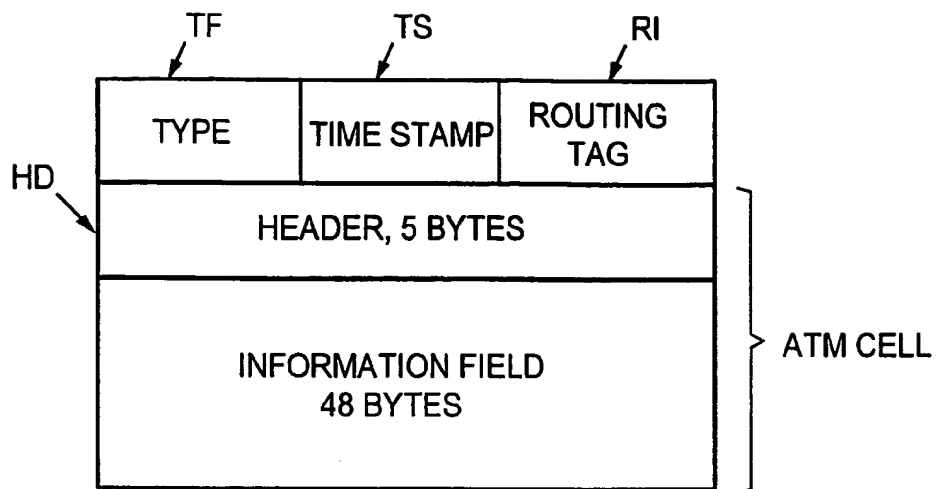 TF TS RI
TYPE TIME STAMP ROUTING
TAG
HD
HEADER, 5 BYTES
INFORMATION FIELD
48 BYTES
ATM CELL